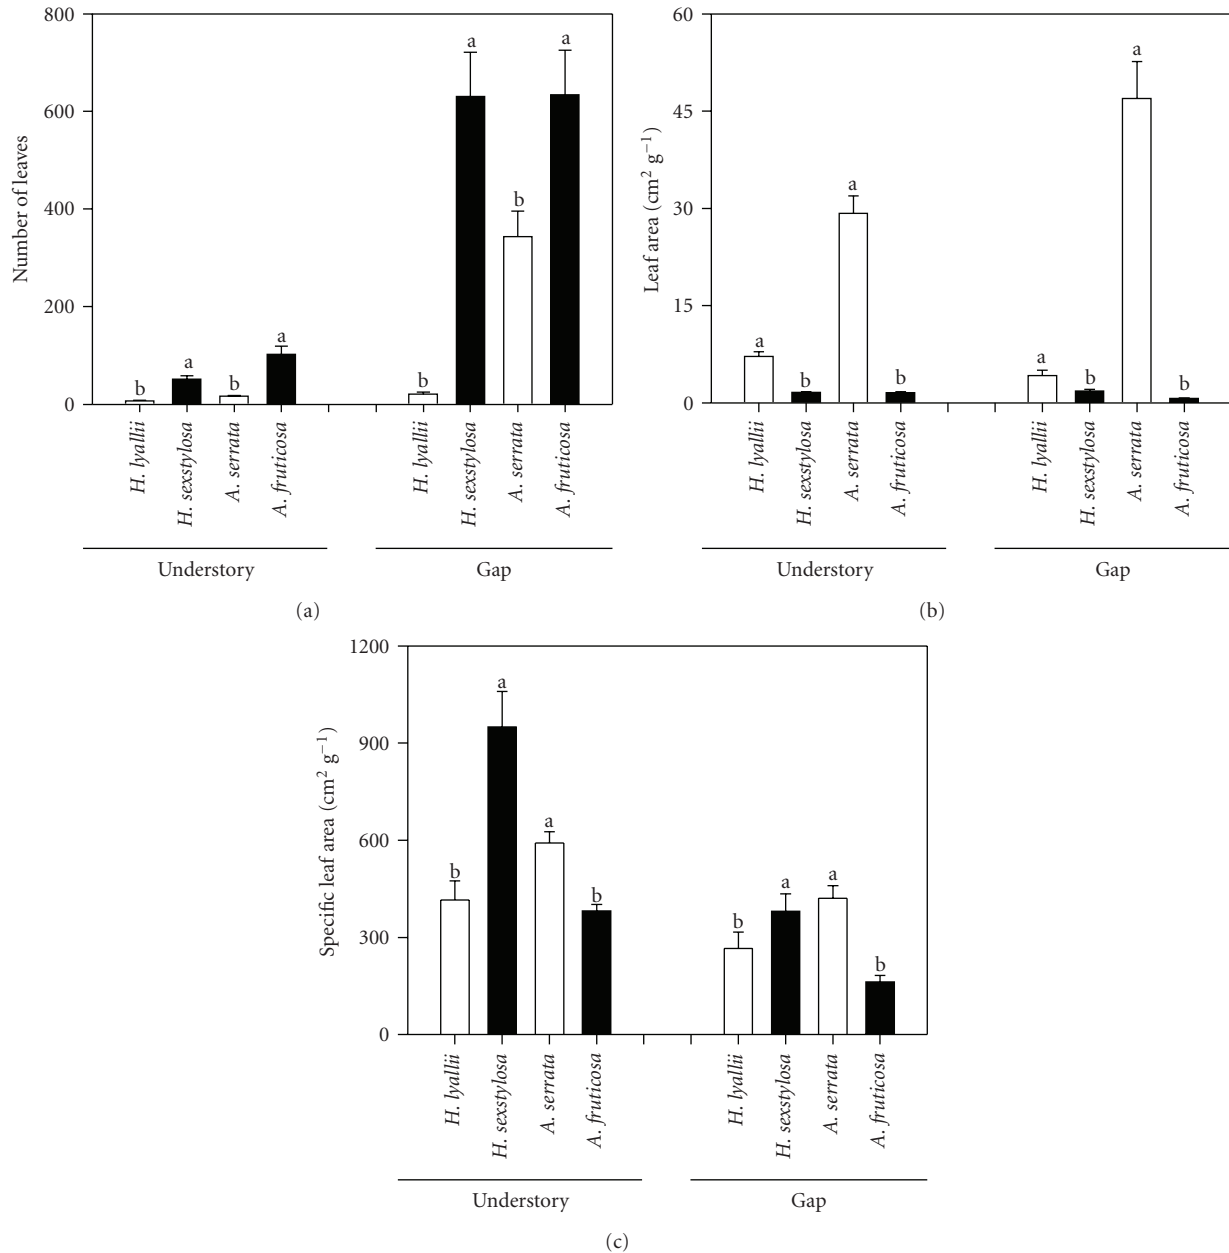 800
600
400
200
0
Number of leaves
b
a
b
a
b
a
b
a
H. lyallii
H. sexstylosa
A. serrata
A. fruticosa
H. lyallii
H. sexstylosa
A. serrata
A. fruticosa
Understory
Gap
(a)
60
45
30
15
0
Leaf area (cm² g⁻¹)
a
b
a
b
a
b
a
b
H. lyallii
H. sexstylosa
A. serrata
A. fruticosa
H. lyallii
H. sexstylosa
A. serrata
A. fruticosa
Understory
Gap
(b)
1200
900
600
300
0
Specific leaf area (cm² g⁻¹)
b
a
a
b
b
a
a
b
H. lyallii
H. sexstylosa
A. serrata
A. fruticosa
H. lyallii
H. sexstylosa
A. serrata
A. fruticosa
Understory
Gap
(c)